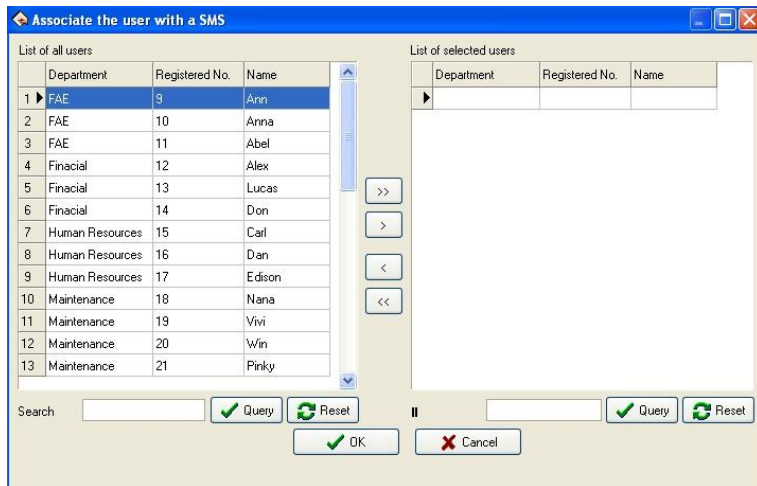 Associate the user with a SMS
List of all users
List of selected users
Department Registered No. Name
Department Registered No. Name
1 FAE 9 Ann
2 FAE 10 Anna
3 FAE 11 Abel
4 Finacial 12 Alex
5 Finacial 13 Lucas
6 Finacial 14 Don
7 Human Resources 15 Carl
8 Human Resources 16 Dan
9 Human Resources 17 Edison
10 Maintenance 18 Nana
11 Maintenance 19 Vivi
12 Maintenance 20 Win
13 Maintenance 21 Pinky
>>
>
<
<<
Search Query Reset
II Query Reset
OK Cancel